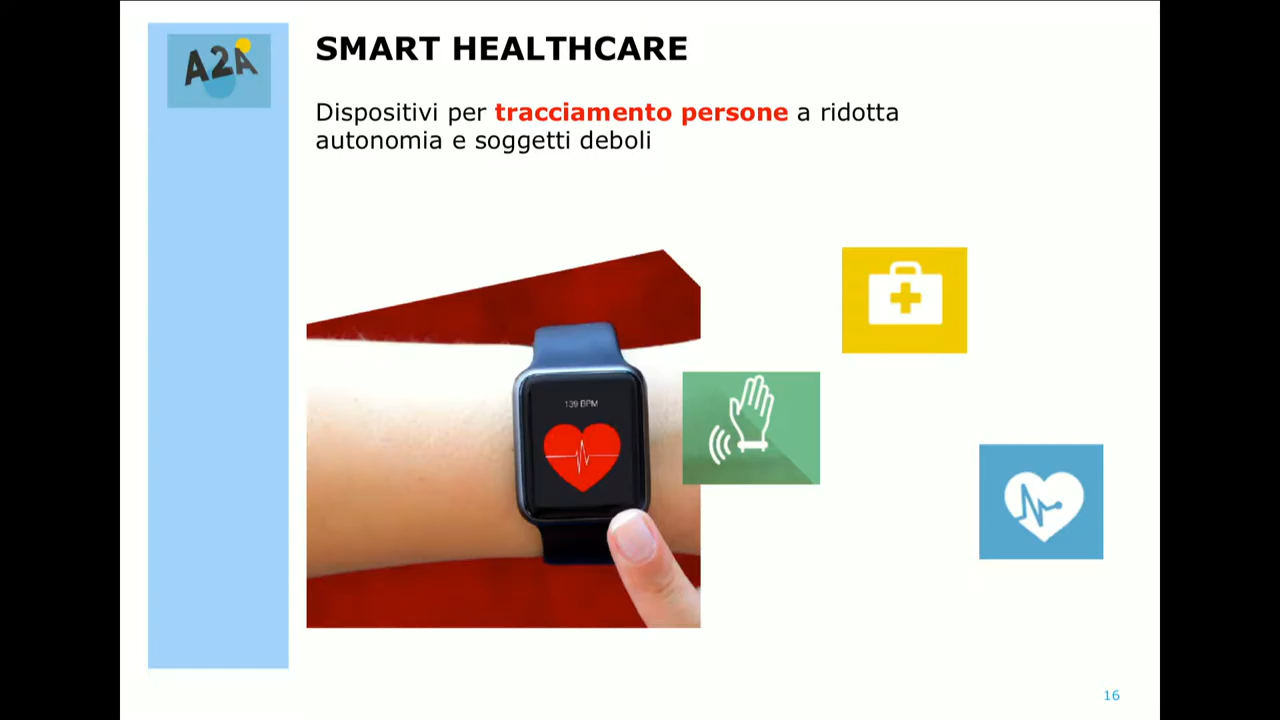 A2A
SMART HEALTHCARE
Dispositivi per tracciamento persone a ridotta
autonomia e soggetti deboli
139 BPM
16